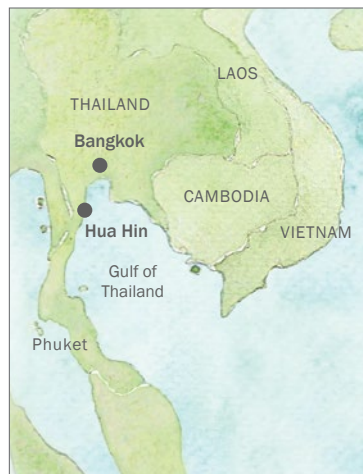 LAOS
THAILAND
Bangkok
CAMBODIA
VIETNAM
Hua Hin
Gulf of
Thailand
Phuket